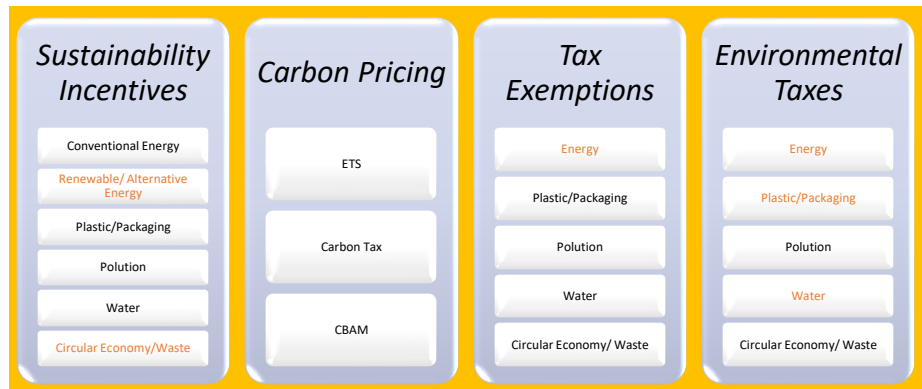 Sustainability
Incentives
Conventional Energy
Renewable/ Alternative
Energy
Plastic/Packaging
Polution
Water
Circular Economy/Waste
Carbon Pricing
ETS
Carbon Tax
CBAM
Tax
Exemptions
Energy
Plastic/Packaging
Polution
Water
Circular Economy/ Waste
Environmental
Taxes
Energy
Plastic/Packaging
Polution
Water
Circular Economy/ Waste